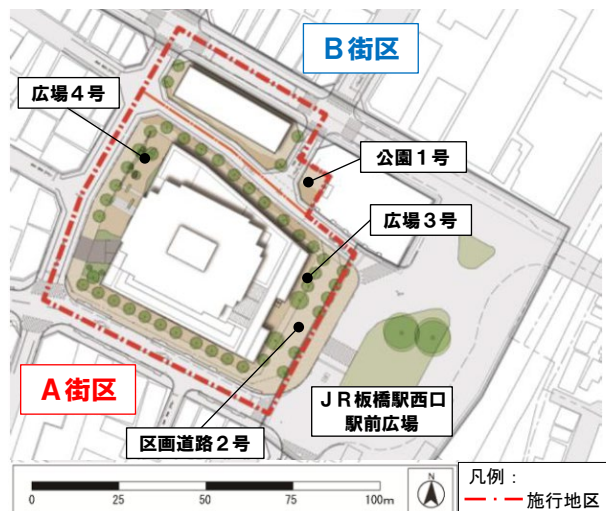 B街区
広場4号
公園1号
広場3号
A街区
JR板橋駅西口
駅前広場
区画道路2号
0 25 50 75 100m
N
凡例:
施行地区